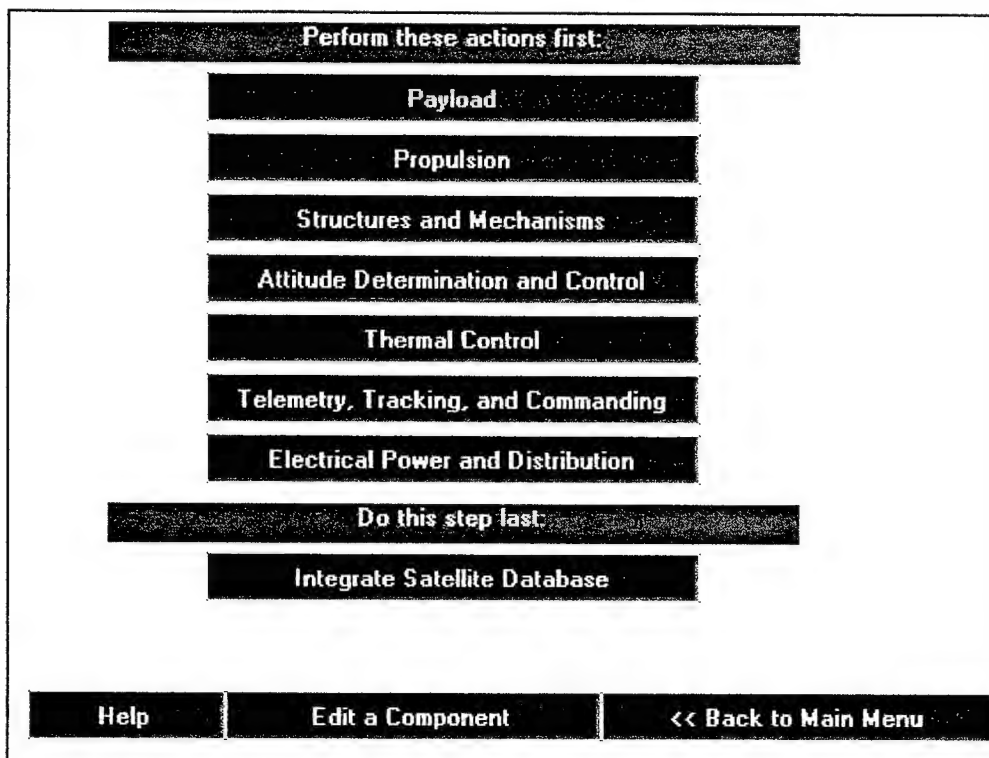 Perform these actions first:
Payload
Propulsion
Structures and Mechanisms
Attitude Determination and Control
Thermal Control
Telemetry, Tracking, and Commanding
Electrical Power and Distribution
Do this step last:
Integrate Satellite Database
Help
Edit a Component
<< Back to Main Menu